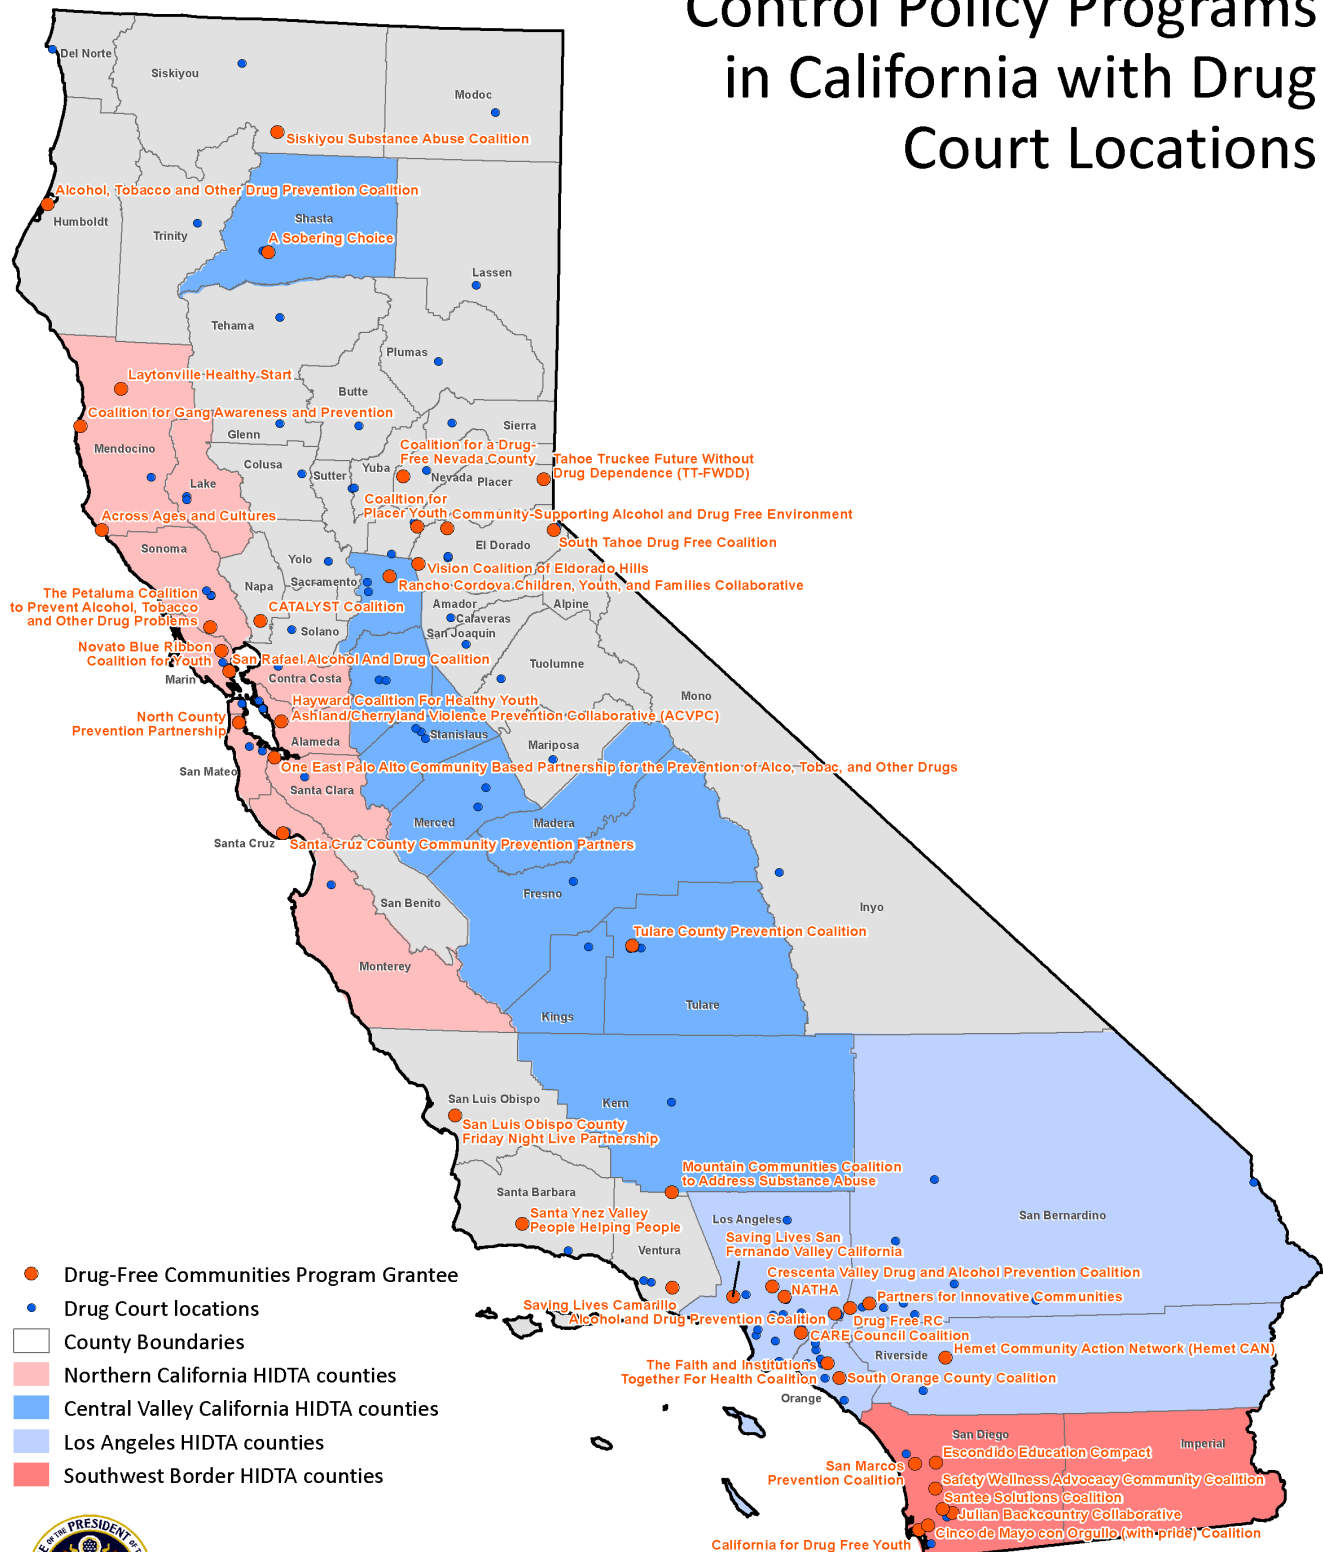 Control Policy Programs
in California with Drug
Court Locations
Del Norte
Siskiyou
Modoc
Siskiyou Substance Abuse Coalition
Alcohol, Tobacco and Other Drug Prevention Coalition
Humboldt
Trinity
Shasta
A Sobering Choice
Lassen
Tehama
Plumas
Laytonville Healthy Start
Butte
Coalition for Gang Awareness and Prevention
Sierra
Glenn
Mendocino
Coalition for a Drug-
Free Nevada County
Tahoe Truckee Future Without
Drug Dependence (TT-FWDD)
Colusa
Sutter
Yuba
Nevada
Placer
Lake
Coalition for
Placer Youth
Community-Supporting Alcohol and Drug Free Environment
Across Ages and Cultures
South Tahoe Drug Free Coalition
El Dorado
Sonoma
Yolo
Vision Coalition of Eldorado Hills
Napa
Sacramento
Rancho Cordova Children, Youth, and Families Collaborative
The Petaluma Coalition
to Prevent Alcohol, Tobacco
and Other Drug Problems
CATALYST Coalition
Amador
Alpine
Calaveras
Solano
San Joaquin
Novato Blue Ribbon
Coalition for Youth
San Rafael Alcohol And Drug Coalition
Tuolumne
Marin
Contra Costa
Mono
Hayward Coalition For Healthy Youth
Ashland/Cherryland Violence Prevention Collaborative (ACVPC)
North County
Prevention Partnership
Stanislaus
Alameda
Mariposa
San Mateo
One East Palo Alto Community Based Partnership for the Prevention of Alco, Tobac, and Other Drugs
Santa Clara
Merced
Madera
Santa Cruz
Santa Cruz County Community Prevention Partners
Fresno
San Benito
Inyo
Tulare County Prevention Coalition
Monterey
Tulare
Kings
San Luis Obispo
Kern
San Luis Obispo County
Friday Night Live Partnership
Mountain Communities Coalition
to Address Substance Abuse
Santa Barbara
Santa Ynez Valley
People Helping People
Los Angeles
San Bernardino
Saving Lives San
Fernando Valley California
Ventura
Crescenta Valley Drug and Alcohol Prevention Coalition
NATHA
Partners for Innovative Communities
Saving Lives Camarillo
Alcohol and Drug Prevention Coalition
Drug Free RC
CARE Council Coalition
Hemet Community Action Network (Hemet CAN)
Riverside
The Faith and Institutions
Together For Health Coalition
South Orange County Coalition
Orange
San Diego
Imperial
Escondido Education Compact
San Marcos
Prevention Coalition
Safety Wellness Advocacy Community Coalition
Santee Solutions Coalition
Julian Backcountry Collaborative
Cinco de Mayo con Orgullo (with pride) Coalition
California for Drug Free Youth
Drug-Free Communities Program Grantee
Drug Court locations
County Boundaries
Northern California HIDTA counties
Central Valley California HIDTA counties
Los Angeles HIDTA counties
Southwest Border HIDTA counties
OF THE PRESIDENT OF